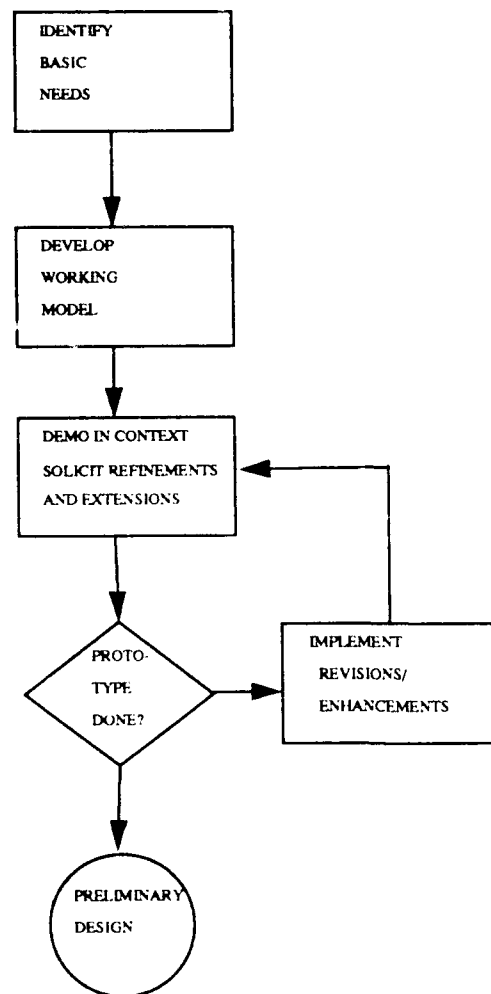 IDENTIFY
BASIC
NEEDS
DEVELOP
WORKING
MODEL
DEMO IN CONTEXT
SOLICIT REFINEMENTS
AND EXTENSIONS
PROTO-
TYPE
DONE?
IMPLEMENT
REVISIONS/
ENHANCEMENTS
PRELIMINARY
DESIGN